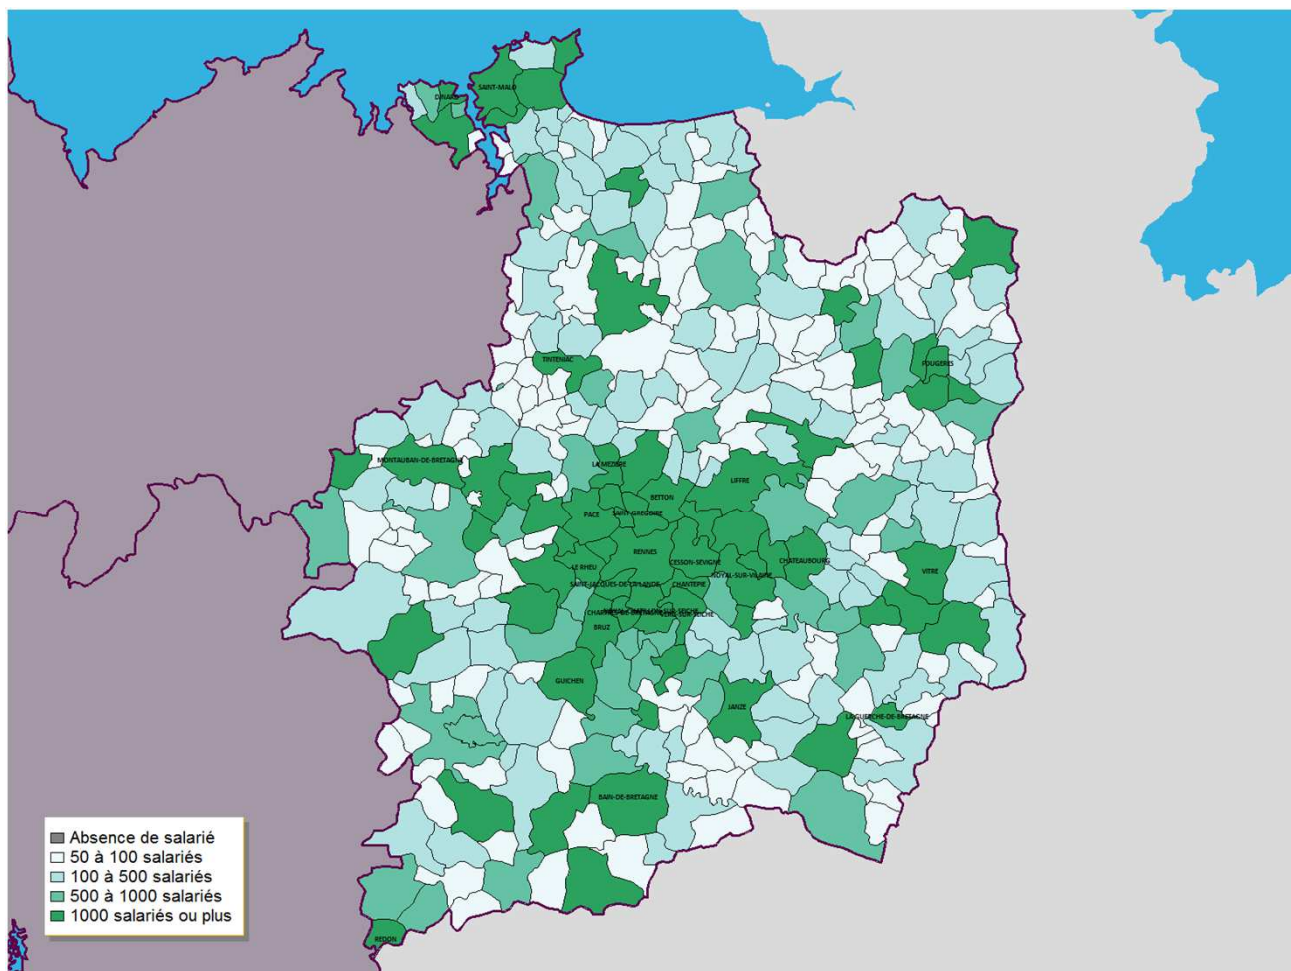 SAINT-MALO
DINARD
TINTENIAC
FOUGERES
MONTAUBAN-DE-BRETAGNE
LA MEZIERE
LIFFRE
BETTON
PACE
SAINT-GREGOIRE
RENNES
CESSON-SEVIGNE
CHATEAUBOURG
LE RHEU
VITRE
NOYAL-SUR-VILAINE
SAINT-JACQUES-DE-LA-LANDE
CHANTEPIE
BRUZ
GUICHEN
JANZE
LA GUERCHE-DE-BRETAGNE
BAIN-DE-BRETAGNE
REDON
Absence de salarié
50 à 100 salariés
100 à 500 salariés
500 à 1000 salariés
1000 salariés ou plus